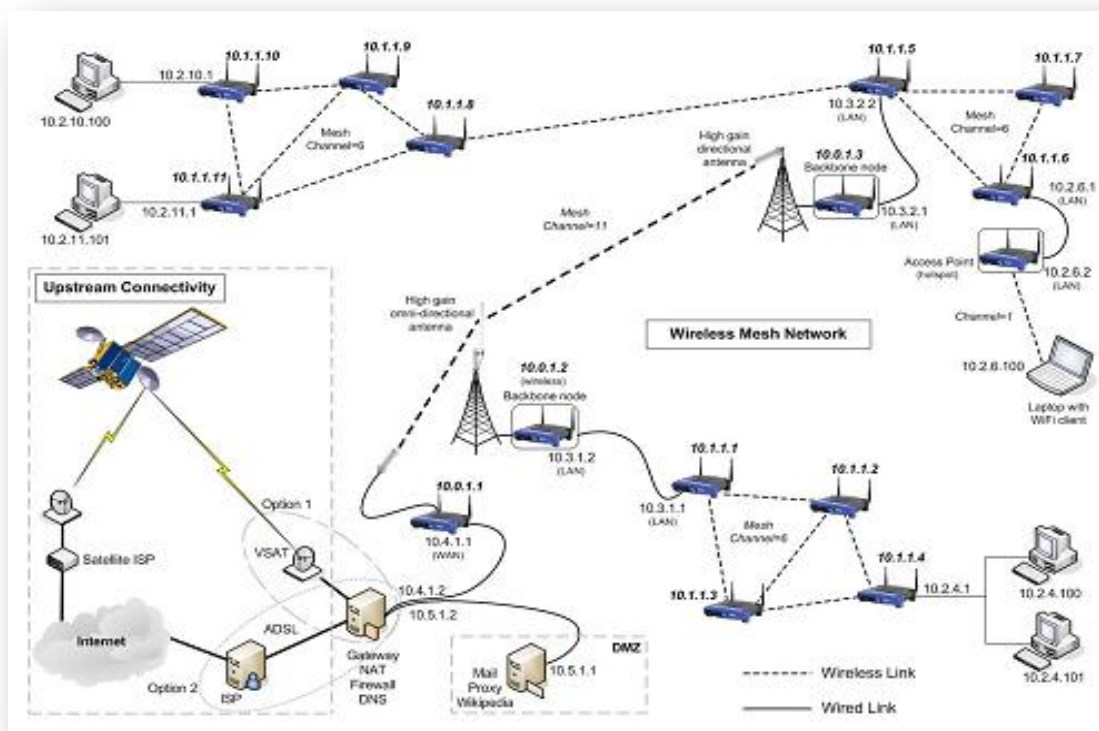 10.1.1.10
10.1.1.9
10.2.10.1
10.1.1.8
10.2.10.100
Mesh
Channel=6
10.1.1.11
10.2.11.1
10.2.11.101
10.1.1.5
10.1.1.7
10.3.2.2
(LAN)
Mesh
Channel=6
High gain
directional
antenna
10.0.1.3
Backbone node
10.1.1.6
10.2.6.1
(LAN)
10.3.2.1
(LAN)
Mesh
Channel=11
Access Point
(hotspot)
10.2.6.2
(LAN)
Channel=1
10.2.6.100
Laptop with
WiFi client
Wireless Mesh Network
Upstream Connectivity
High gain
omni-directional
antenna
10.0.1.2
(wireless)
Backbone node
10.3.1.2
(LAN)
10.0.1.1
10.4.1.1
(WAN)
10.1.1.1
10.1.1.2
10.3.1.1
(LAN)
Mesh
Channel=6
10.1.1.3
10.1.1.4
10.2.4.1
10.2.4.100
10.2.4.101
Option 1
VSAT
Satellite ISP
10.4.1.2
10.5.1.2
Internet
ADSL
Gateway
NAT
Firewall
DNS
Option 2
ISP
DMZ
Mail
Proxy
Wikipedia
10.5.1.1
Wireless Link
Wired Link